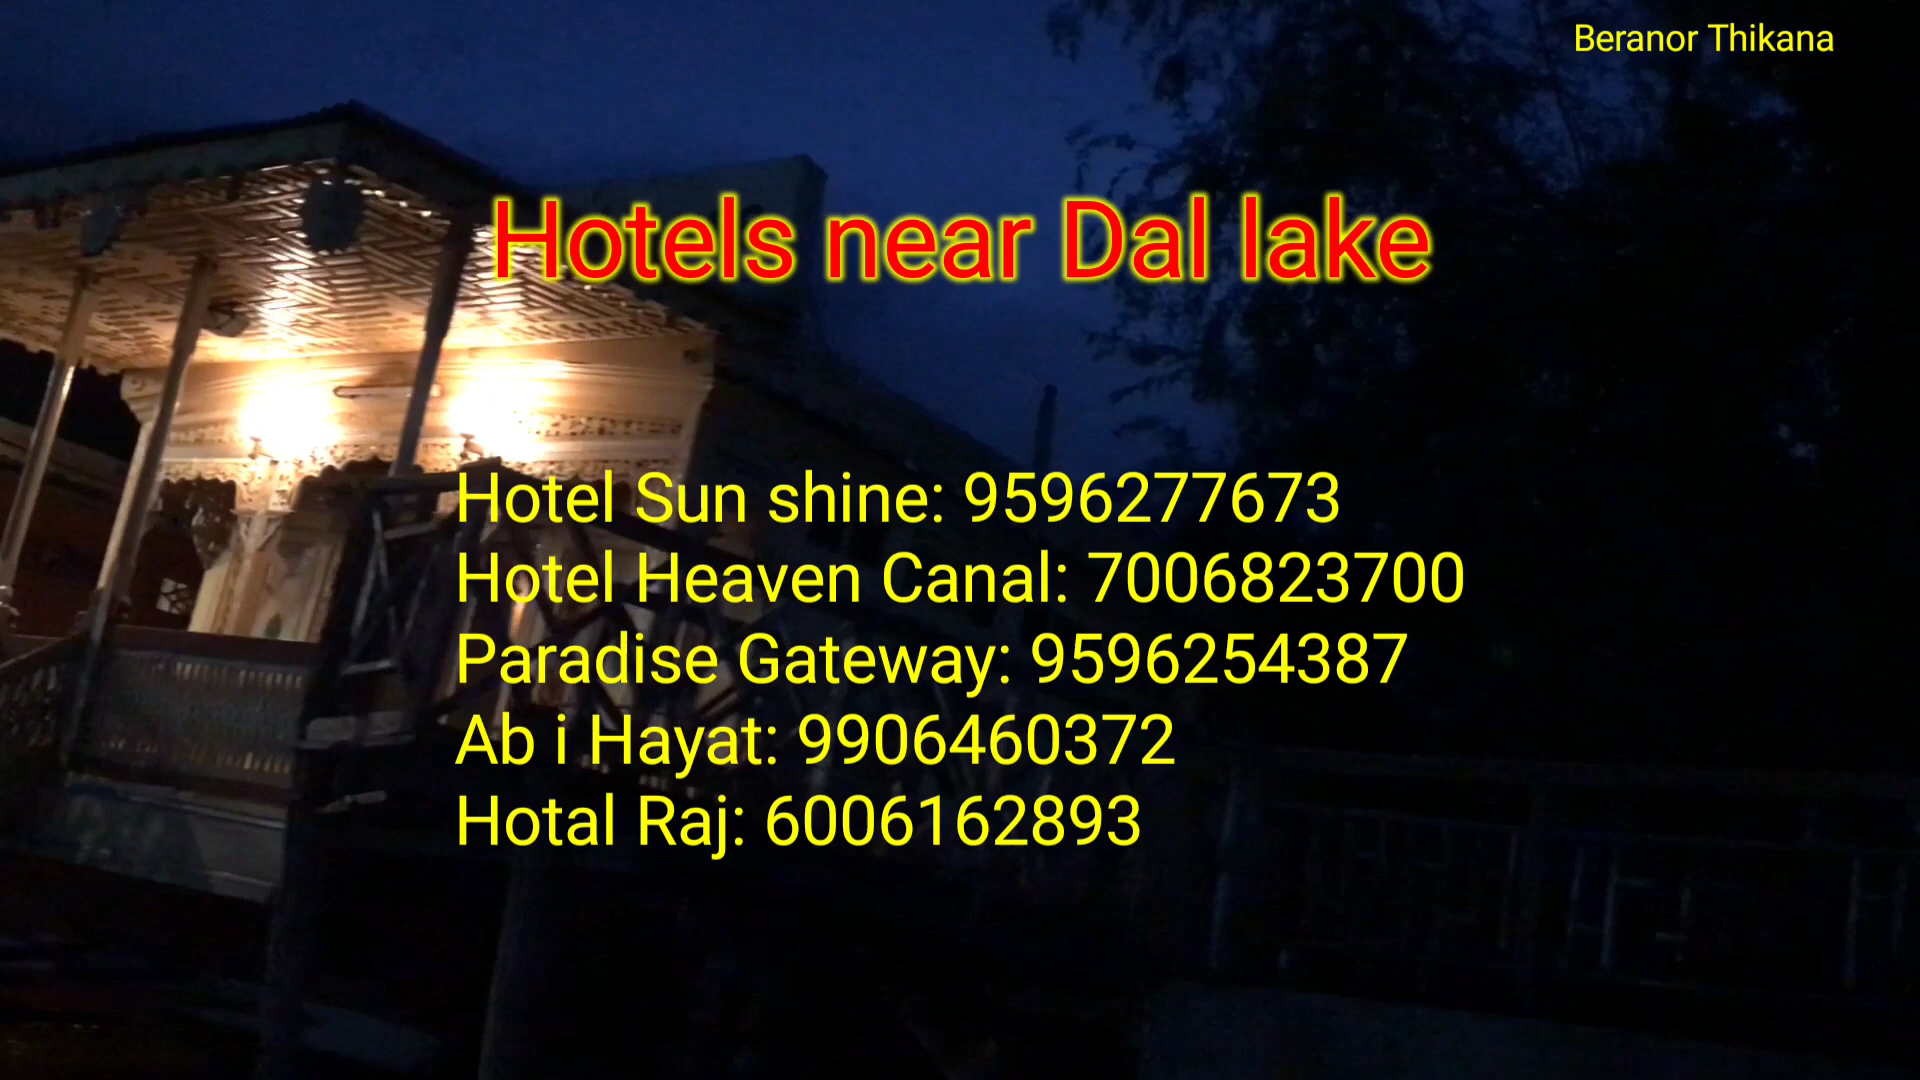 Beranor Thikana
Hotels near Dal lake
Hotel Sun shine: 9596277673
Hotel Heaven Canal: 7006823700
Paradise Gateway: 9596254387
Ab i Hayat: 9906460372
Hotal Raj: 6006162893